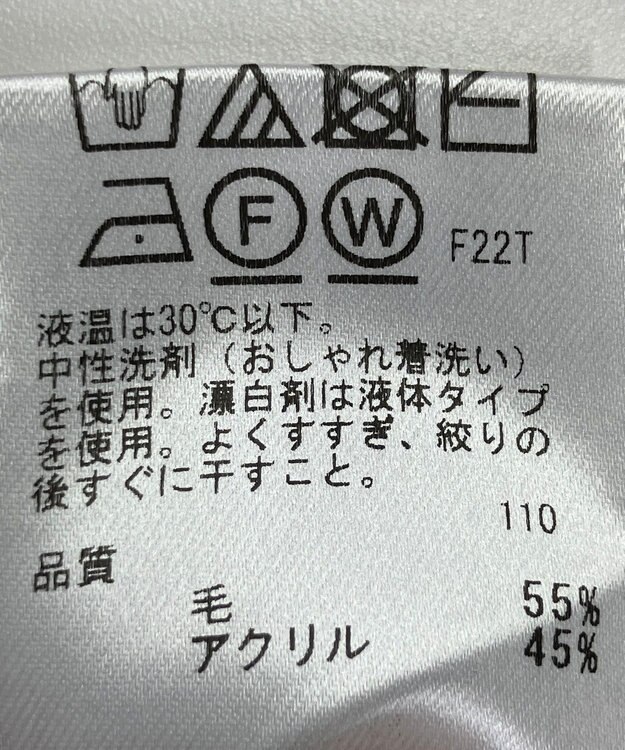 F W F22T
液温は30℃以下。
中性洗剤（おしゃれ着洗い）
を使用。漂白剤は液体タイプ
を使用。よくすすぎ、絞りの
後すぐに干すこと。
110
品質
毛 55%
アクリル 45%